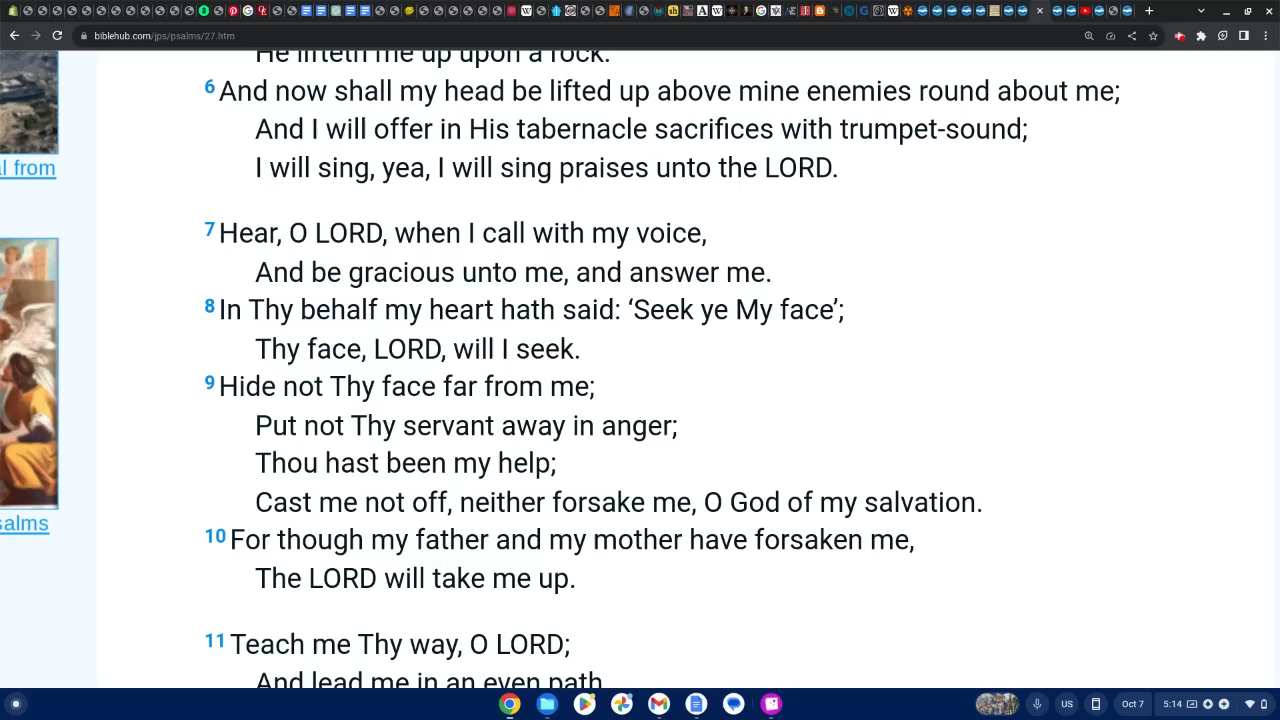 biblehub.com/jps/psalms/27.htm
He lifteth me up upon a rock.
6 And now shall my head be lifted up above mine enemies round about me;
And I will offer in His tabernacle sacrifices with trumpet-sound;
I will sing, yea, I will sing praises unto the LORD.
7 Hear, O LORD, when I call with my voice,
And be gracious unto me, and answer me.
8 In Thy behalf my heart hath said: ‘Seek ye My face’;
Thy face, LORD, will I seek.
9 Hide not Thy face far from me;
Put not Thy servant away in anger;
Thou hast been my help;
Cast me not off, neither forsake me, O God of my salvation.
10 For though my father and my mother have forsaken me,
The LORD will take me up.
11 Teach me Thy way, O LORD;
And lead me in an even path
from
salms
US
Oct 7
5:14